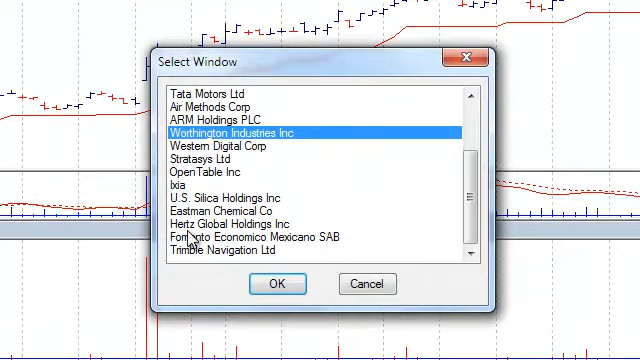 Select Window
Tata Motors Ltd
Air Methods Corp
ARM Holdings PLC
Worthington Industries Inc
Western Digital Corp
Stratasys Ltd
OpenTable Inc
Ixia
U.S. Silica Holdings Inc
Eastman Chemical Co
Hertz Global Holdings Inc
Fomento Economico Mexicano SAB
Trimble Navigation Ltd
OK
Cancel